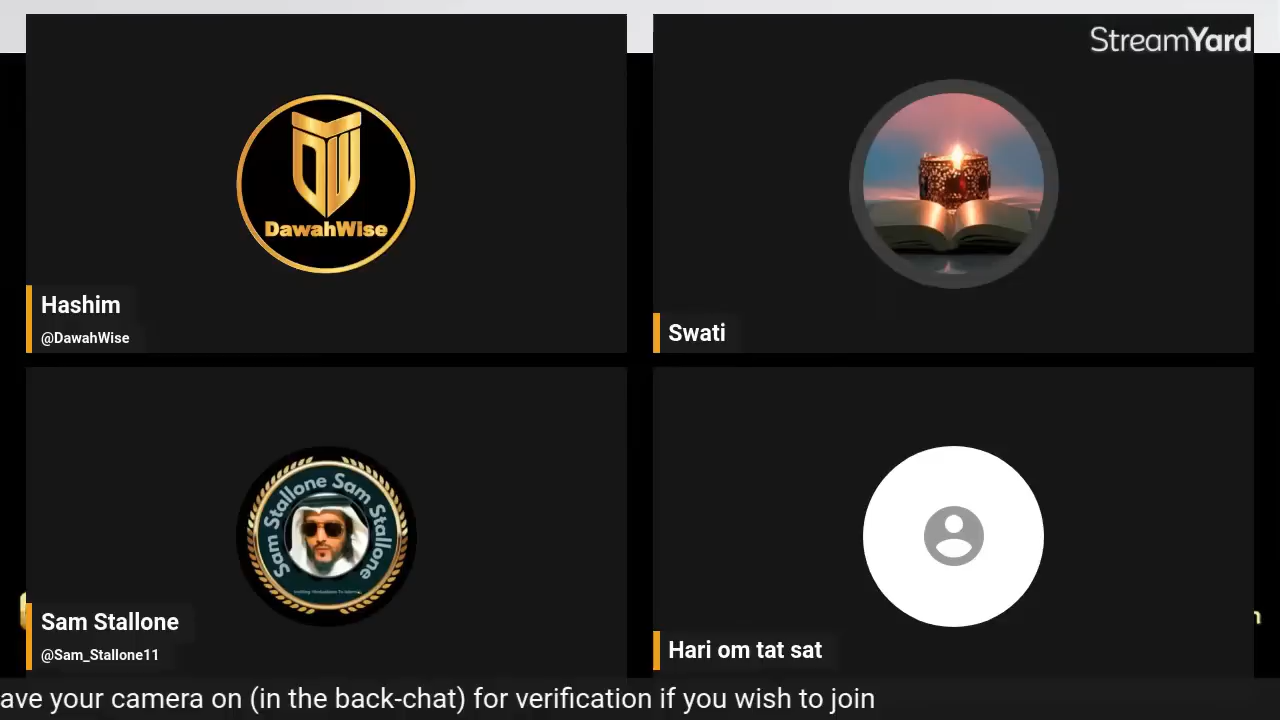 StreamYard
DW
DawahWise
Hashim
@DawahWise
Swati
Sam Stallone Sam Stallone
Sam Stallone
@Sam_Stallone11
Hari om tat sat
ave your camera on (in the back-chat) for verification if you wish to join